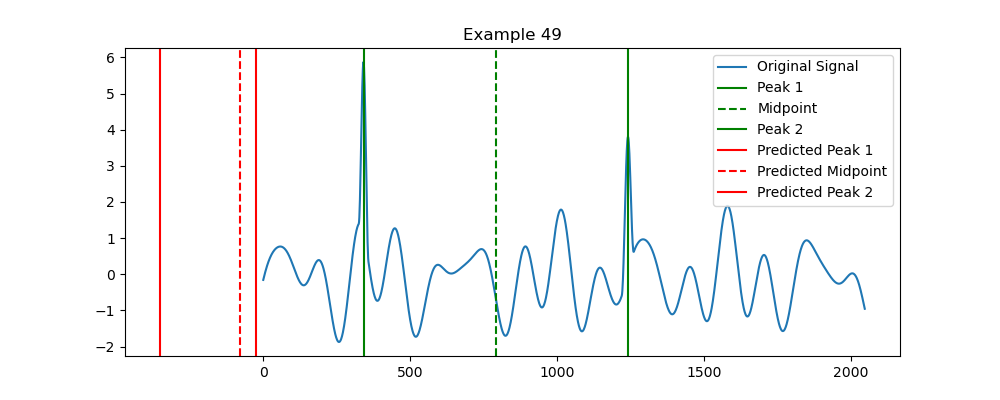 Example 49
6
5
4
3
2
1
0
−1
−2
0
500
1000
1500
2000
Original Signal
Peak 1
Midpoint
Peak 2
Predicted Peak 1
Predicted Midpoint
Predicted Peak 2